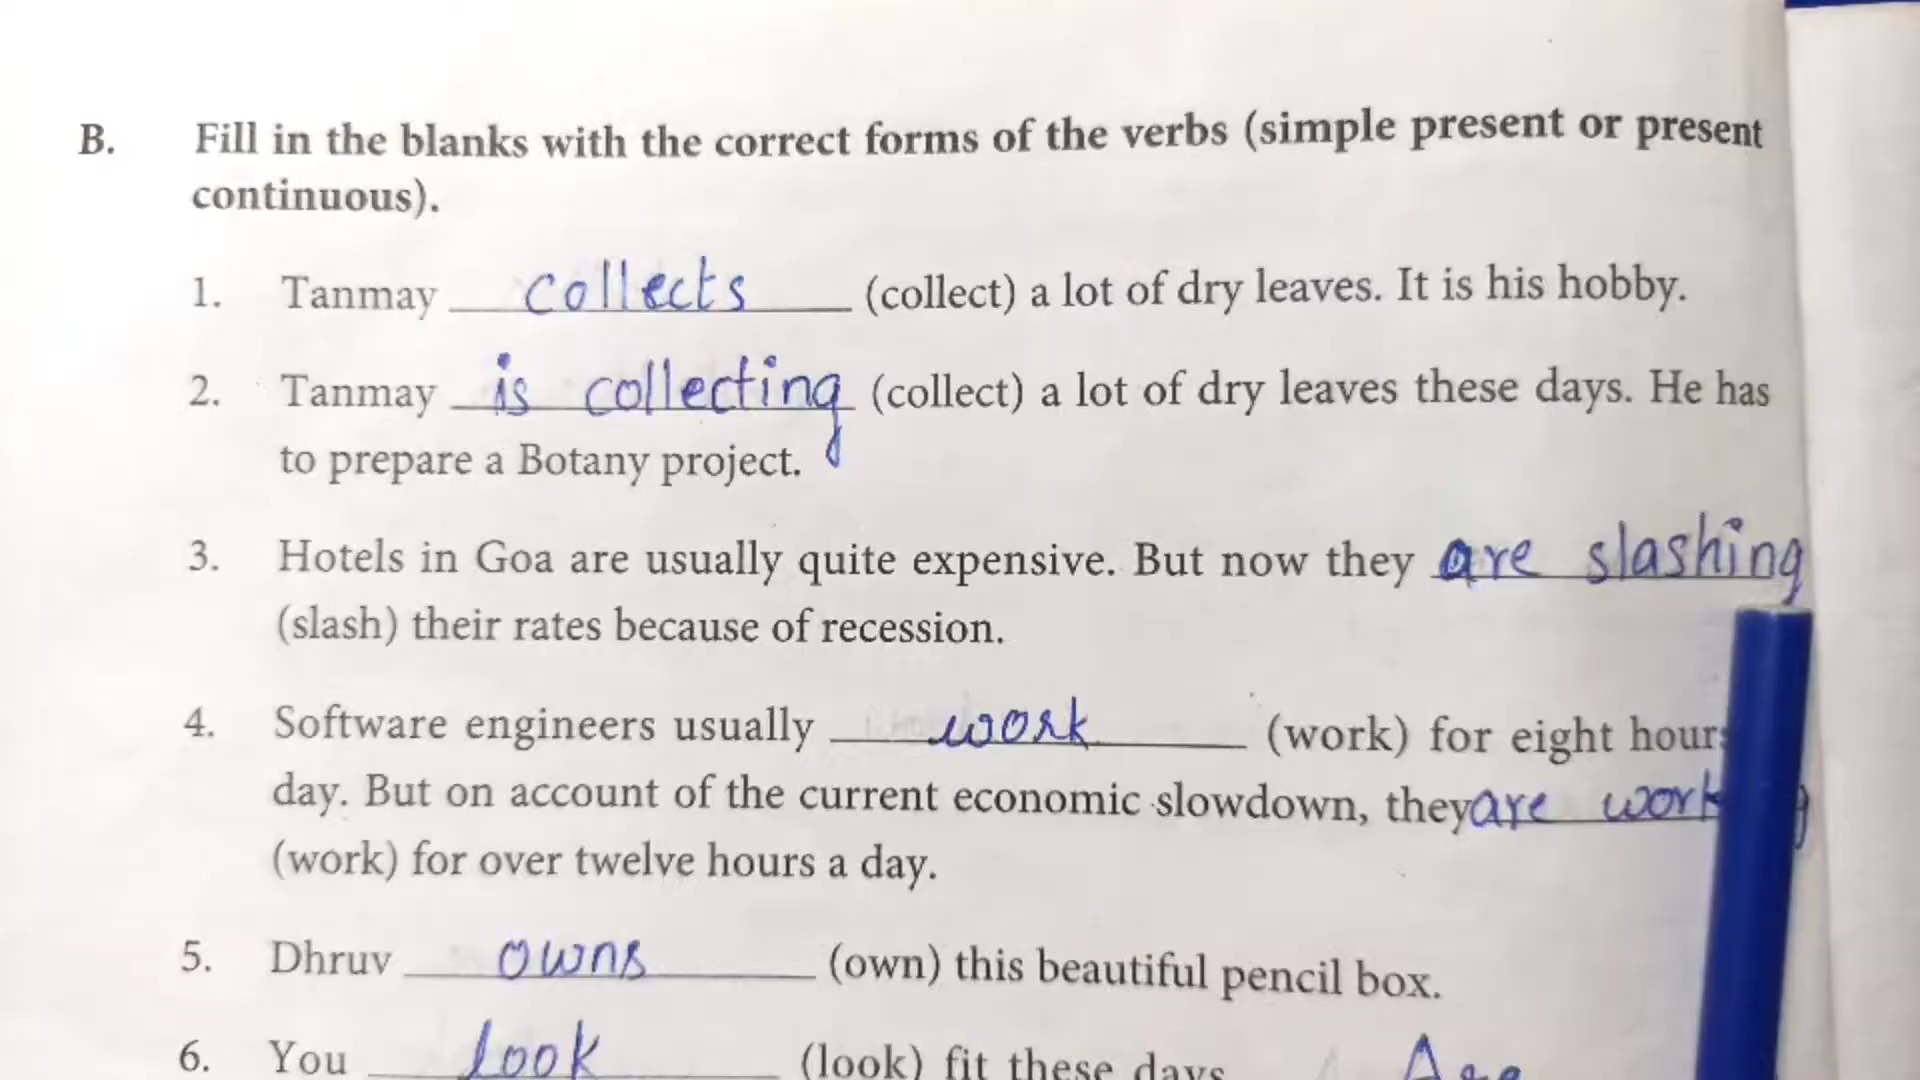 B. Fill in the blanks with the correct forms of the verbs (simple present or present
continuous).
1. Tanmay collects (collect) a lot of dry leaves. It is his hobby.
2. Tanmay is collecting (collect) a lot of dry leaves these days. He has
to prepare a Botany project.
3. Hotels in Goa are usually quite expensive. But now they are slashing
(slash) their rates because of recession.
4. Software engineers usually work (work) for eight hours
day. But on account of the current economic slowdown, they are work
(work) for over twelve hours a day.
5. Dhruv owns (own) this beautiful pencil box.
6. You look (look) fit these days. Are